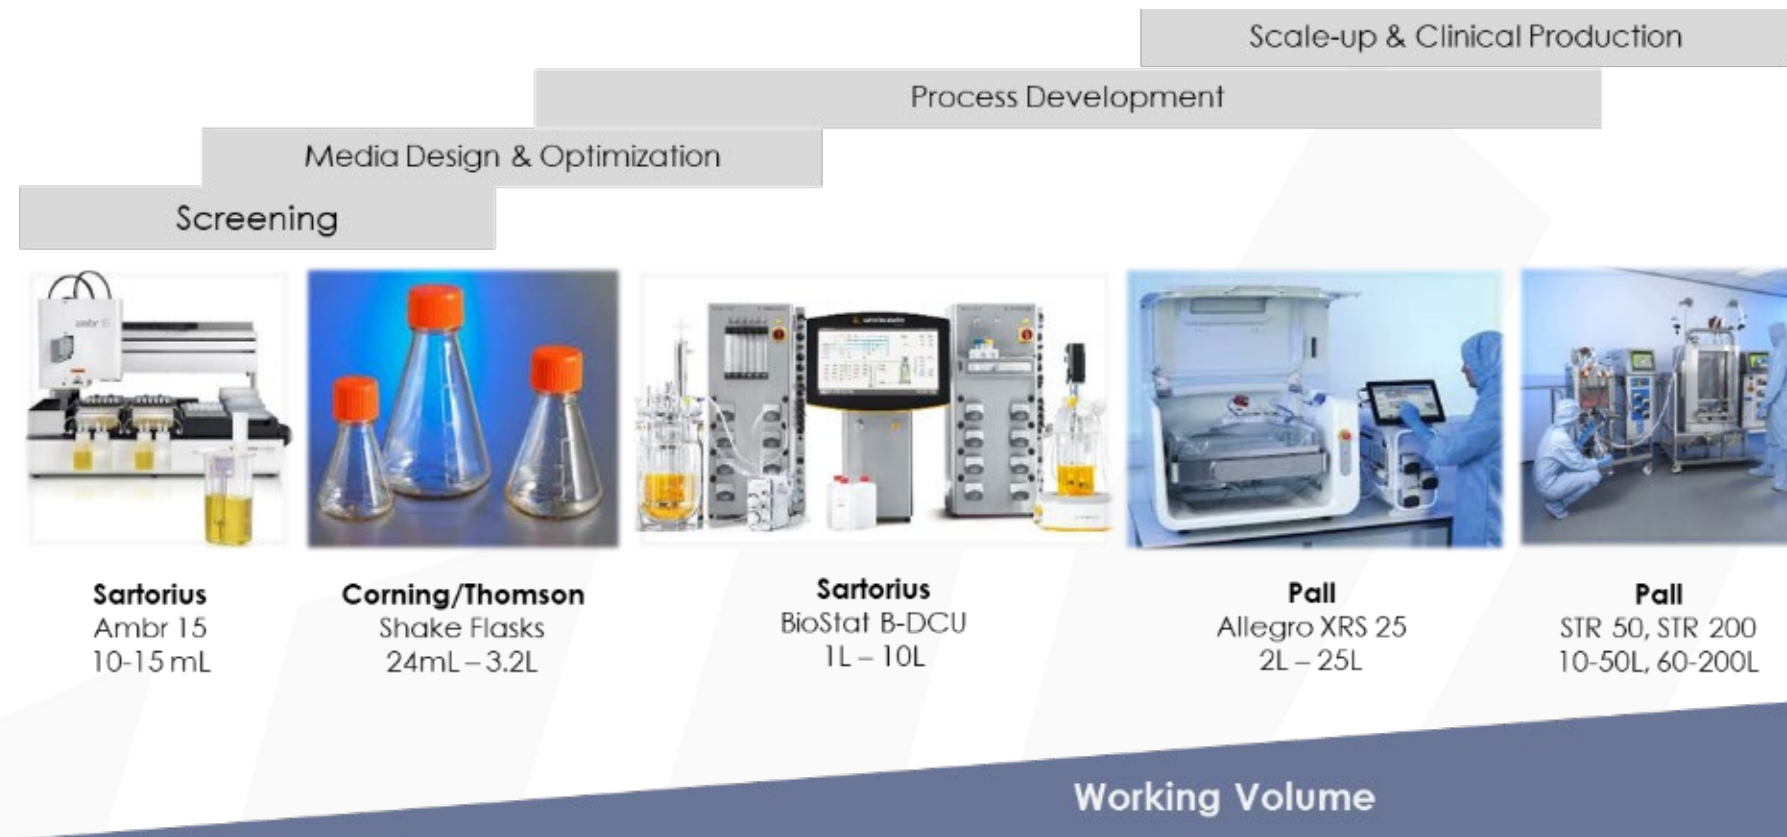 Scale-up & Clinical Production
Process Development
Media Design & Optimization
Screening
ambr 15
Sartorius
Ambr 15
10-15 mL
Corning/Thomson
Shake Flasks
24mL – 3.2L
Sartorius
BioStat B-DCU
1L – 10L
Pall
Allegro XRS 25
2L – 25L
Pall
STR 50, STR 200
10-50L, 60-200L
Working Volume